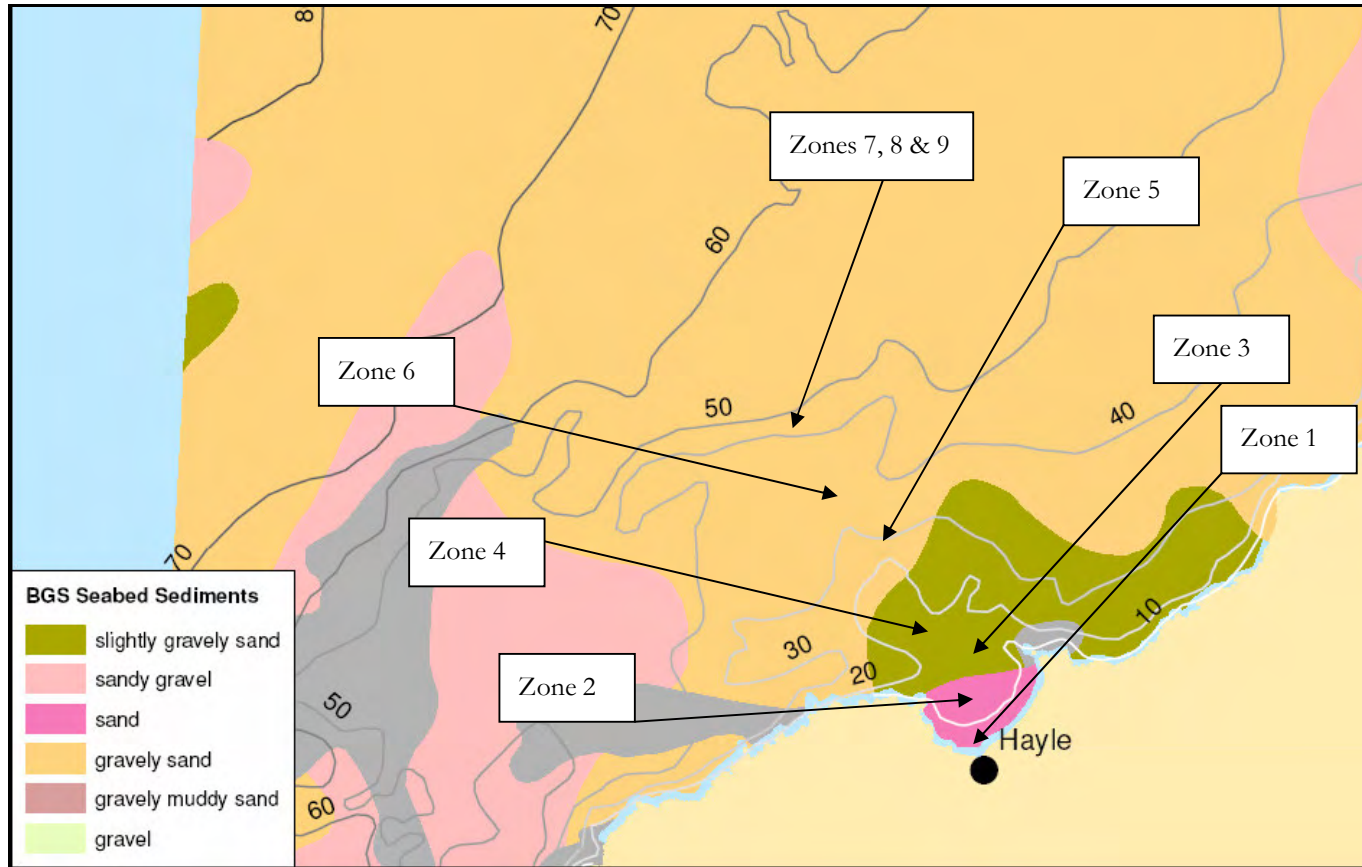 8
70
Zones 7, 8 & 9
Zone 5
60
Zone 3
Zone 6
50
40
Zone 1
Zone 4
70
BGS Seabed Sediments
slightly gravely sand
sandy gravel
sand
gravely sand
gravely muddy sand
gravel
10
30
20
Zone 2
50
Hayle
60